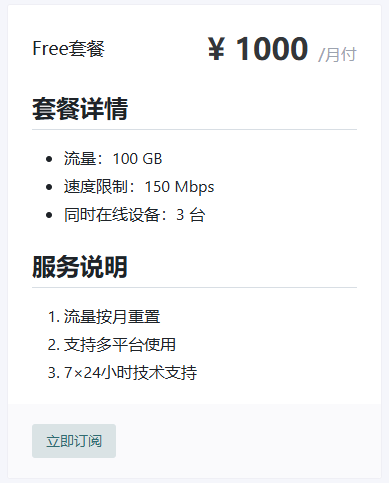 Free套餐
¥ 1000 /月付
套餐详情
• 流量：100 GB
• 速度限制：150 Mbps
• 同时在线设备：3 台
服务说明
1. 流量按月重置
2. 支持多平台使用
3. 7×24小时技术支持
立即订阅